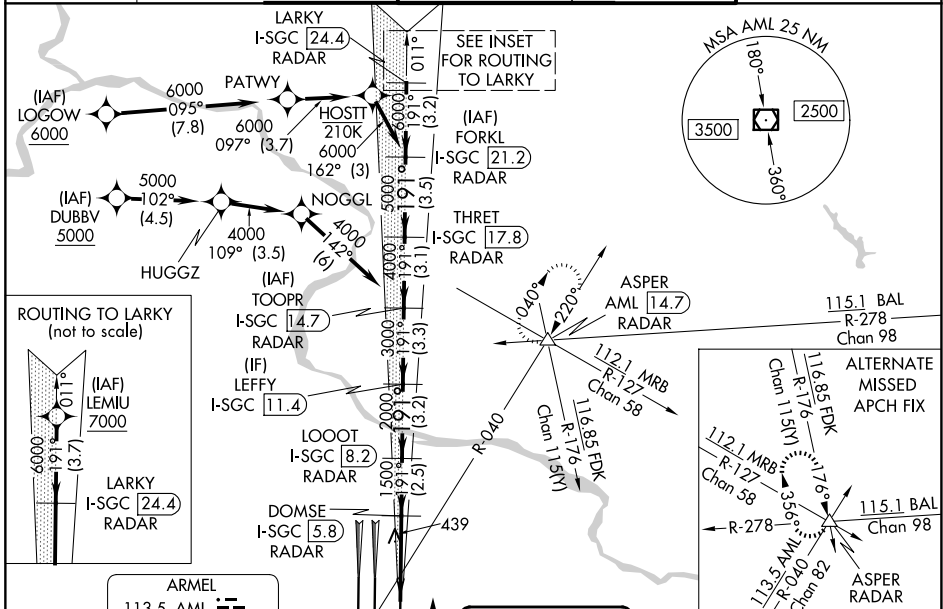 LARKY
I-SGC 24.4
RADAR
011°
SEE INSET
FOR ROUTING
TO LARKY
MSA AML 25 NM
180°
3500
2500
360°
(IAF)
LOGOW
6000
6000
095°
(7.8)
PATWY
6000
097° (3.7)
HOSTT
210K
6000
162° (3)
6000
191°
(3.2)
(IAF)
FORKL
I-SGC 21.2
RADAR
(IAF)
DUBBV
5000
5000
102°
(4.5)
HUGGZ
4000
109° (3.5)
NOGGL
4000
142°
(6)
5000
191°
(3.5)
THRET
I-SGC 17.8
RADAR
4000
191°
(3.1)
(IAF)
TOOPR
I-SGC 14.7
RADAR
3000
191°
(3.3)
(IF)
LEFFY
I-SGC 11.4
2000
191°
(3.2)
LOOOT
I-SGC 8.2
RADAR
1500
191°
(2.5)
DOMSE
I-SGC 5.8
RADAR
439
040°
220°
ASPER
AML 14.7
RADAR
115.1 BAL
R-278
Chan 98
112.1 MRB
R-127
Chan 58
116.85 FDK
R-176
Chan 115(Y)
R-040
ROUTING TO LARKY
(not to scale)
011°
(IAF)
LEMIU
7000
6000
191°
(3.7)
LARKY
I-SGC 24.4
RADAR
ALTERNATE
MISSED
APCH FIX
116.85 FDK
R-176
Chan 115(Y)
112.1 MRB
R-127
Chan 58
176°
356°
115.1 BAL
Chan 98
R-278
113.5 AML
R-040
Chan 82
ASPER
RADAR
ARMEL
113.5 AML